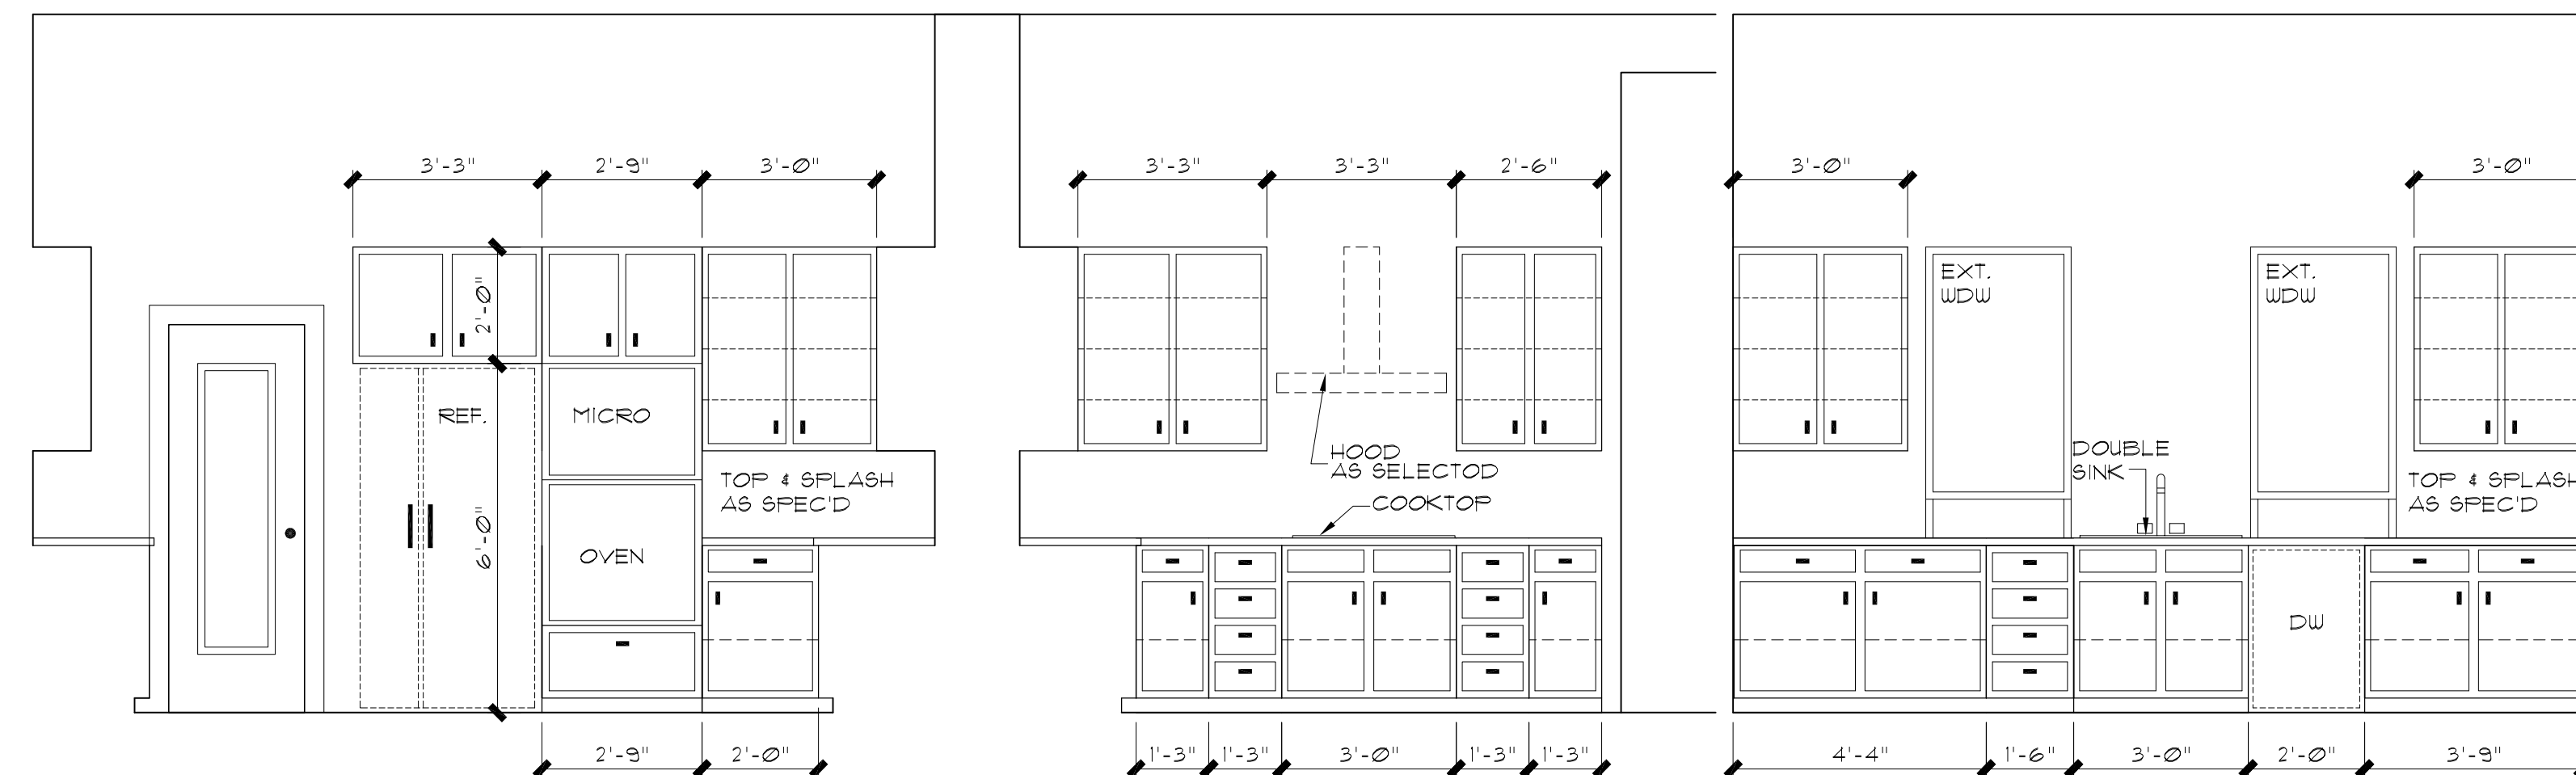 3'-3" 2'-9" 3'-0" 3'-3" 3'-3" 2'-6" 3'-0" 3'-0"
2'-0"
EXT.
WDW
EXT.
WDW
REF.
MICRO
6'-0"
OVEN
TOP & SPLASH
AS SPEC'D
HOOD
AS SELECTOD
COOKTOP
DOUBLE
SINK
TOP & SPLASH
AS SPEC'D
DW
2'-9" 2'-0" 1'-3" 1'-3" 3'-0" 1'-3" 1'-3" 4'-4" 1'-6" 3'-0" 2'-0" 3'-9"